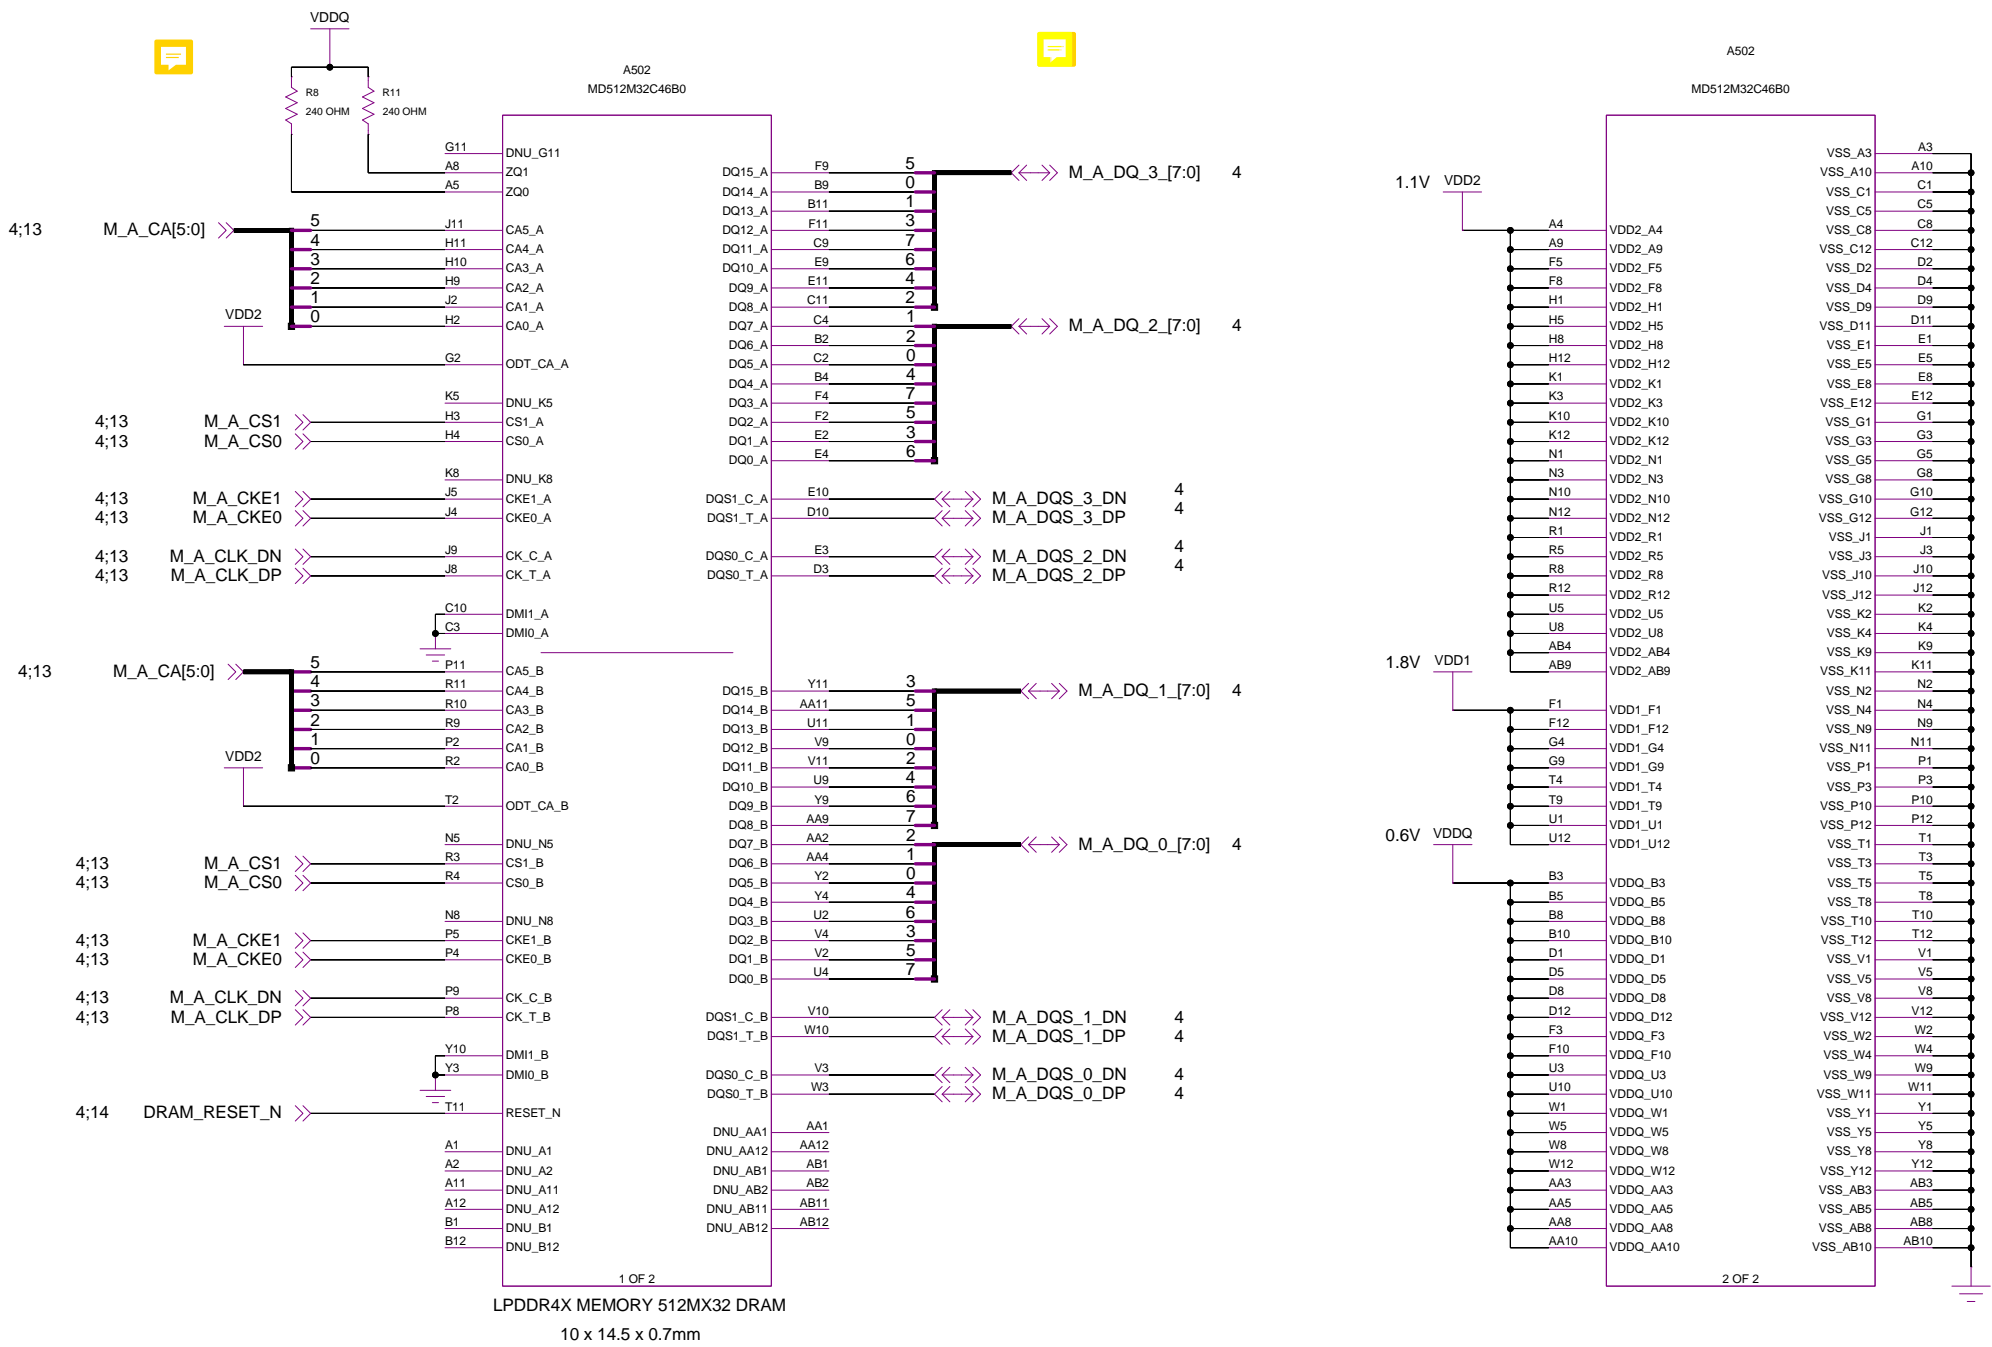 VDDQ
R8
240 OHM
R11
240 OHM
A502
MD512M32C46B0
G11 DNU_G11
A8 ZQ1
A5 ZQ0
4;13 M_A_CA[5:0]
5 J11 CA5_A
4 H11 CA4_A
3 H10 CA3_A
2 H9 CA2_A
1 J2 CA1_A
0 H2 CA0_A
VDD2
G2 ODT_CA_A
K5 DNU_K5
4;13 M_A_CS1 H3 CS1_A
4;13 M_A_CS0 H4 CS0_A
K8 DNU_K8
4;13 M_A_CKE1 J5 CKE1_A
4;13 M_A_CKE0 J4 CKE0_A
4;13 M_A_CLK_DN J9 CK_C_A
4;13 M_A_CLK_DP J8 CK_T_A
C10 DMI1_A
C3 DMI0_A
4;13 M_A_CA[5:0]
5 P11 CA5_B
4 R11 CA4_B
3 R10 CA3_B
2 R9 CA2_B
1 P2 CA1_B
0 R2 CA0_B
VDD2
T2 ODT_CA_B
N5 DNU_N5
4;13 M_A_CS1 R3 CS1_B
4;13 M_A_CS0 R4 CS0_B
N8 DNU_N8
4;13 M_A_CKE1 P5 CKE1_B
4;13 M_A_CKE0 P4 CKE0_B
4;13 M_A_CLK_DN P9 CK_C_B
4;13 M_A_CLK_DP P8 CK_T_B
Y10 DMI1_B
Y3 DMI0_B
4;14 DRAM_RESET_N T11 RESET_N
A1 DNU_A1
A2 DNU_A2
A11 DNU_A11
A12 DNU_A12
B1 DNU_B1
B12 DNU_B12
DQ15_A F9 5 M_A_DQ_3_[7:0] 4
DQ14_A B9 0
DQ13_A B11 1
DQ12_A F11 3
DQ11_A C9 7
DQ10_A E9 6
DQ9_A E11 4
DQ8_A C11 2
DQ7_A C4 1 M_A_DQ_2_[7:0] 4
DQ6_A B2 2
DQ5_A C2 0
DQ4_A B4 4
DQ3_A F4 7
DQ2_A F2 5
DQ1_A E2 3
DQ0_A E4 6
DQS1_C_A E10 M_A_DQS_3_DN 4
DQS1_T_A D10 M_A_DQS_3_DP 4
DQS0_C_A E3 M_A_DQS_2_DN 4
DQS0_T_A D3 M_A_DQS_2_DP 4
DQ15_B Y11 3 M_A_DQ_1_[7:0] 4
DQ14_B AA11 5
DQ13_B U11 1
DQ12_B V9 0
DQ11_B V11 2
DQ10_B U9 4
DQ9_B Y9 6
DQ8_B AA9 7
DQ7_B AA2 2 M_A_DQ_0_[7:0] 4
DQ6_B AA4 1
DQ5_B Y2 0
DQ4_B Y4 4
DQ3_B U2 6
DQ2_B V4 3
DQ1_B V2 5
DQ0_B U4 7
DQS1_C_B V10 M_A_DQS_1_DN 4
DQS1_T_B W10 M_A_DQS_1_DP 4
DQS0_C_B V3 M_A_DQS_0_DN 4
DQS0_T_B W3 M_A_DQS_0_DP 4
DNU_AA1 AA1
DNU_AA12 AA12
DNU_AB1 AB1
DNU_AB2 AB2
DNU_AB11 AB11
DNU_AB12 AB12
1 OF 2
LPDDR4X MEMORY 512MX32 DRAM
10 x 14.5 x 0.7mm
A502
MD512M32C46B0
1.1V VDD2
A4 VDD2_A4
A9 VDD2_A9
F5 VDD2_F5
F8 VDD2_F8
H1 VDD2_H1
H5 VDD2_H5
H8 VDD2_H8
H12 VDD2_H12
K1 VDD2_K1
K3 VDD2_K3
K10 VDD2_K10
K12 VDD2_K12
N1 VDD2_N1
N3 VDD2_N3
N10 VDD2_N10
N12 VDD2_N12
R1 VDD2_R1
R5 VDD2_R5
R8 VDD2_R8
R12 VDD2_R12
U5 VDD2_U5
U8 VDD2_U8
AB4 VDD2_AB4
AB9 VDD2_AB9
1.8V VDD1
F1 VDD1_F1
F12 VDD1_F12
G4 VDD1_G4
G9 VDD1_G9
T4 VDD1_T4
T9 VDD1_T9
U1 VDD1_U1
U12 VDD1_U12
0.6V VDDQ
B3 VDDQ_B3
B5 VDDQ_B5
B8 VDDQ_B8
B10 VDDQ_B10
D1 VDDQ_D1
D5 VDDQ_D5
D8 VDDQ_D8
D12 VDDQ_D12
F3 VDDQ_F3
F10 VDDQ_F10
U3 VDDQ_U3
U10 VDDQ_U10
W1 VDDQ_W1
W5 VDDQ_W5
W8 VDDQ_W8
W12 VDDQ_W12
AA3 VDDQ_AA3
AA5 VDDQ_AA5
AA8 VDDQ_AA8
AA10 VDDQ_AA10
VSS_A3 A3
VSS_A10 A10
VSS_C1 C1
VSS_C5 C5
VSS_C8 C8
VSS_C12 C12
VSS_D2 D2
VSS_D4 D4
VSS_D9 D9
VSS_D11 D11
VSS_E1 E1
VSS_E5 E5
VSS_E8 E8
VSS_E12 E12
VSS_G1 G1
VSS_G3 G3
VSS_G5 G5
VSS_G8 G8
VSS_G10 G10
VSS_G12 G12
VSS_J1 J1
VSS_J3 J3
VSS_J10 J10
VSS_J12 J12
VSS_K2 K2
VSS_K4 K4
VSS_K9 K9
VSS_K11 K11
VSS_N2 N2
VSS_N4 N4
VSS_N9 N9
VSS_N11 N11
VSS_P1 P1
VSS_P3 P3
VSS_P10 P10
VSS_P12 P12
VSS_T1 T1
VSS_T3 T3
VSS_T5 T5
VSS_T8 T8
VSS_T10 T10
VSS_T12 T12
VSS_V1 V1
VSS_V5 V5
VSS_V8 V8
VSS_V12 V12
VSS_W2 W2
VSS_W4 W4
VSS_W9 W9
VSS_W11 W11
VSS_Y1 Y1
VSS_Y5 Y5
VSS_Y8 Y8
VSS_Y12 Y12
VSS_AB3 AB3
VSS_AB5 AB5
VSS_AB8 AB8
VSS_AB10 AB10
2 OF 2